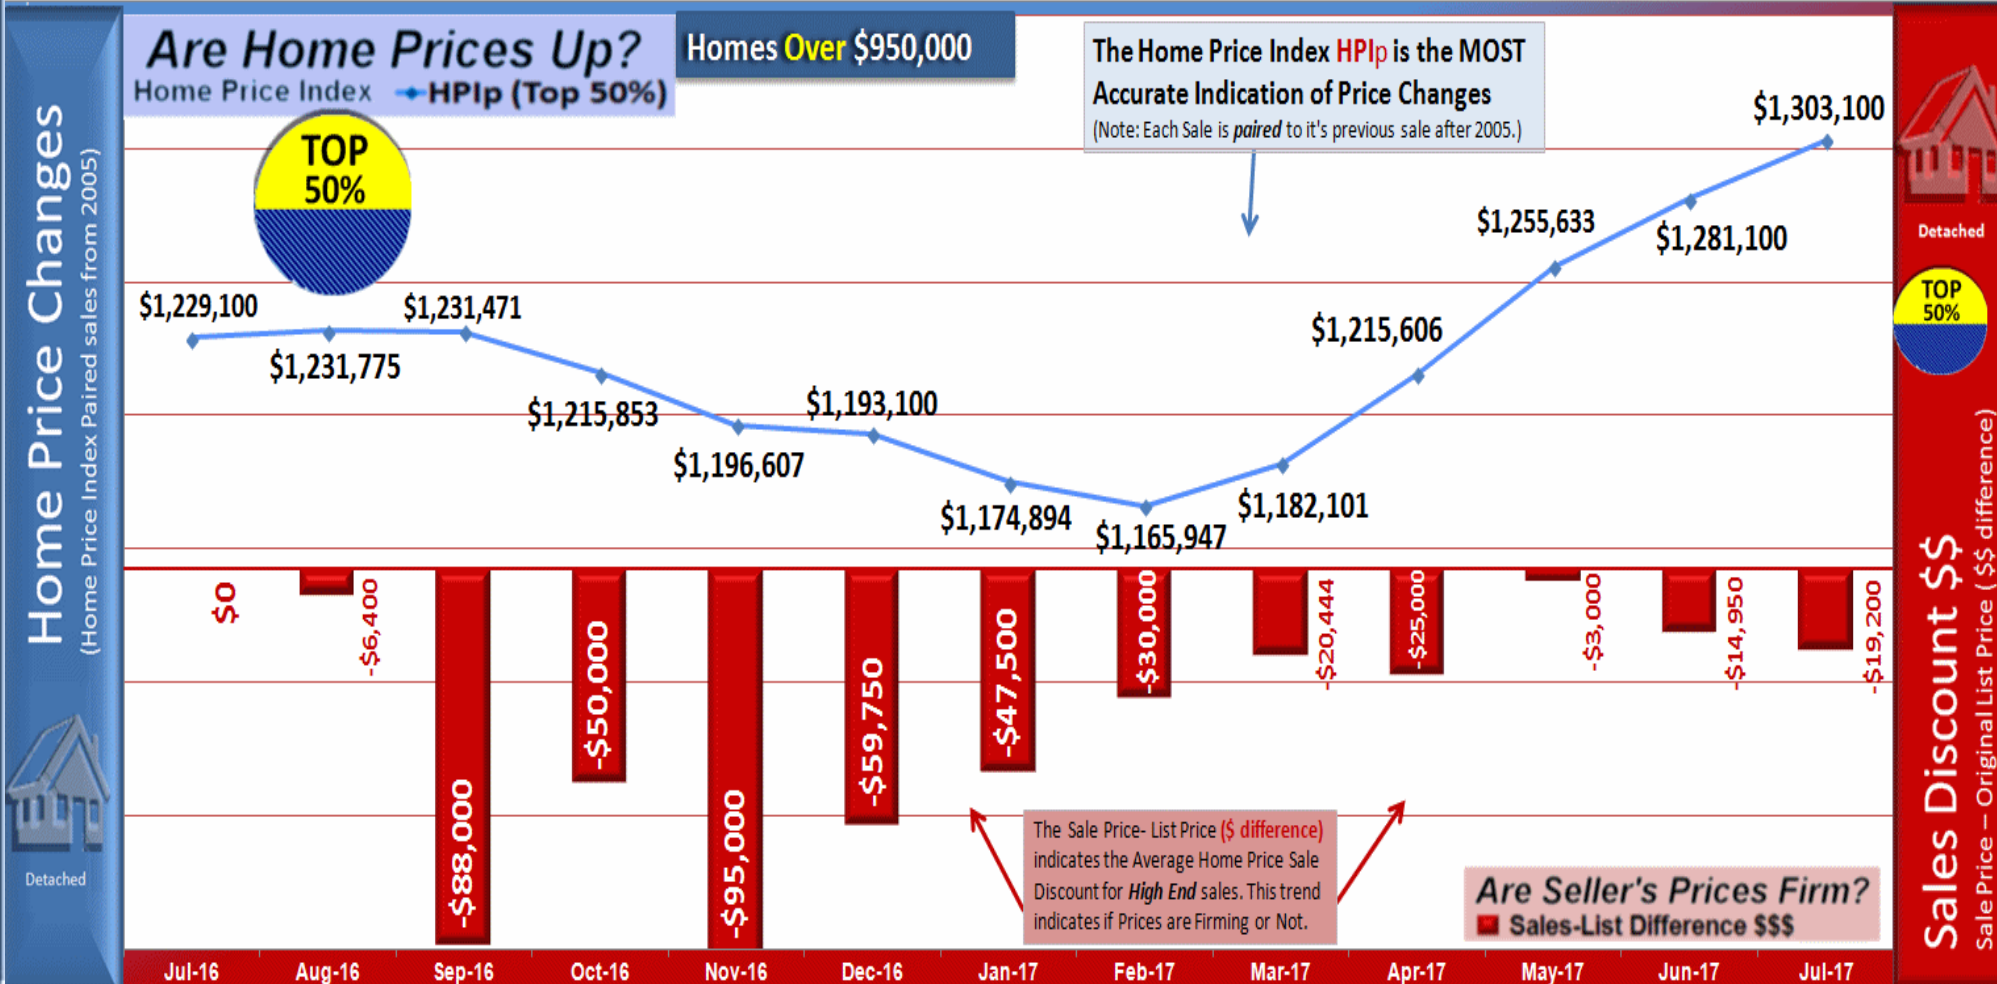 Are Home Prices Up?
Home Price Index HPIp (Top 50%)
Homes Over $950,000
The Home Price Index HPIp is the MOST
Accurate Indication of Price Changes
(Note: Each Sale is paired to it's previous sale after 2005.)
Home Price Changes
(Home Price Index Paired sales from 2005)
Detached
TOP
50%
$1,229,100
$1,231,775
$1,231,471
$1,215,853
$1,196,607
$1,193,100
$1,174,894
$1,165,947
$1,182,101
$1,215,606
$1,255,633
$1,281,100
$1,303,100
Detached
TOP
50%
Sales Discount $$
Sale Price – Original List Price ( $$ difference)
$0
-$6,400
-$88,000
-$50,000
-$95,000
-$59,750
-$47,500
-$30,000
-$20,444
-$25,000
-$3,000
-$14,950
-$19,200
The Sale Price- List Price ($ difference)
indicates the Average Home Price Sale
Discount for High End sales. This trend
indicates if Prices are Firming or Not.
Are Seller's Prices Firm?
Sales-List Difference $$$
Jul-16 Aug-16 Sep-16 Oct-16 Nov-16 Dec-16 Jan-17 Feb-17 Mar-17 Apr-17 May-17 Jun-17 Jul-17